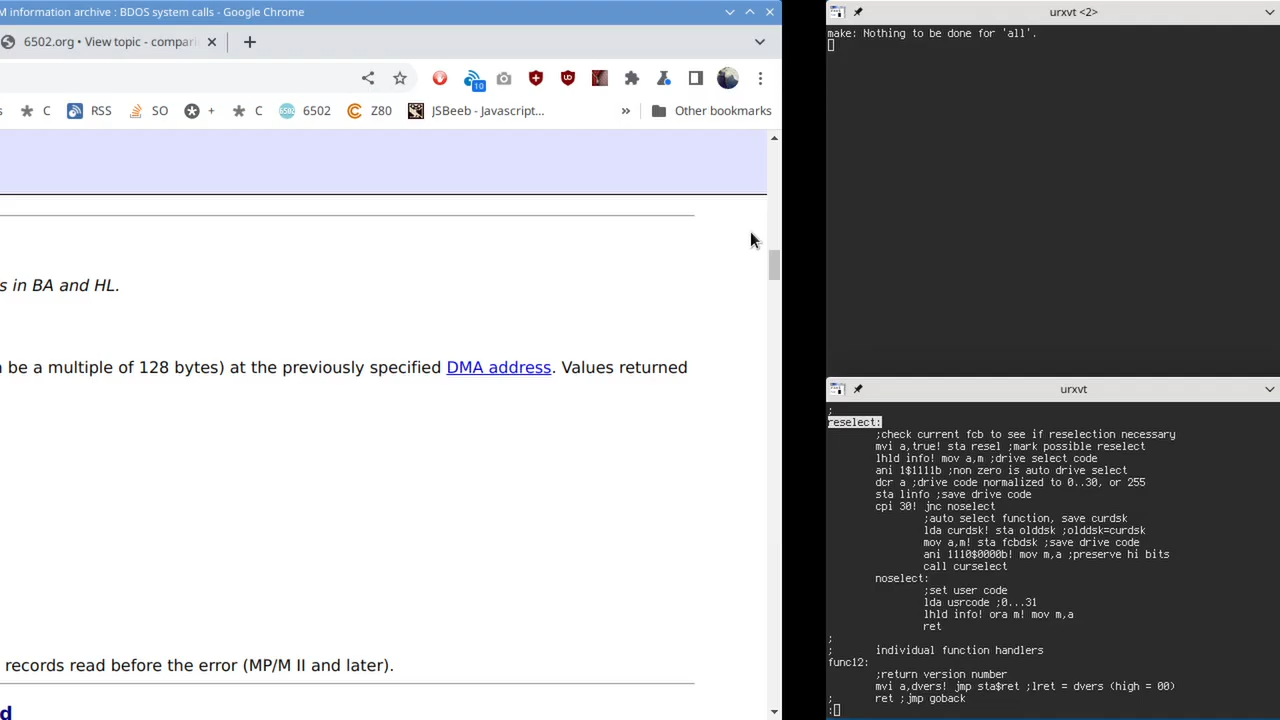 M information archive : BDOS system calls - Google Chrome
6502.org • View topic - compari
10
C RSS SO + C 6502 Z80 JSBeeb - Javascript... » Other bookmarks
s in BA and HL.
be a multiple of 128 bytes) at the previously specified DMA address. Values returned
records read before the error (MP/M II and later).
d
urxvt <2>
make: Nothing to be done for 'all'.
urxvt
;
reselect:
;check current fcb to see if reselection necessary
mvi a,true! sta resel ;mark possible reselect
lhld info! mov a,m ;drive select code
ani 1$1111b ;non zero is auto drive select
dcr a ;drive code normalized to 0..30, or 255
sta linfo ;save drive code
cpi 30! jnc noselect
;auto select function, save curdsk
lda curdsk! sta olddsk ;olddsk=curdsk
mov a,m! sta fcbdsk ;save drive code
ani 1110$0000b! mov m,a ;preserve hi bits
call curselect
noselect:
;set user code
lda usrcode ;0...31
lhld info! ora m! mov m,a
ret
;
; individual function handlers
func12:
;return version number
mvi a,dvers! jmp sta$ret ;lret = dvers (high = 00)
; ret ;jmp goback
: